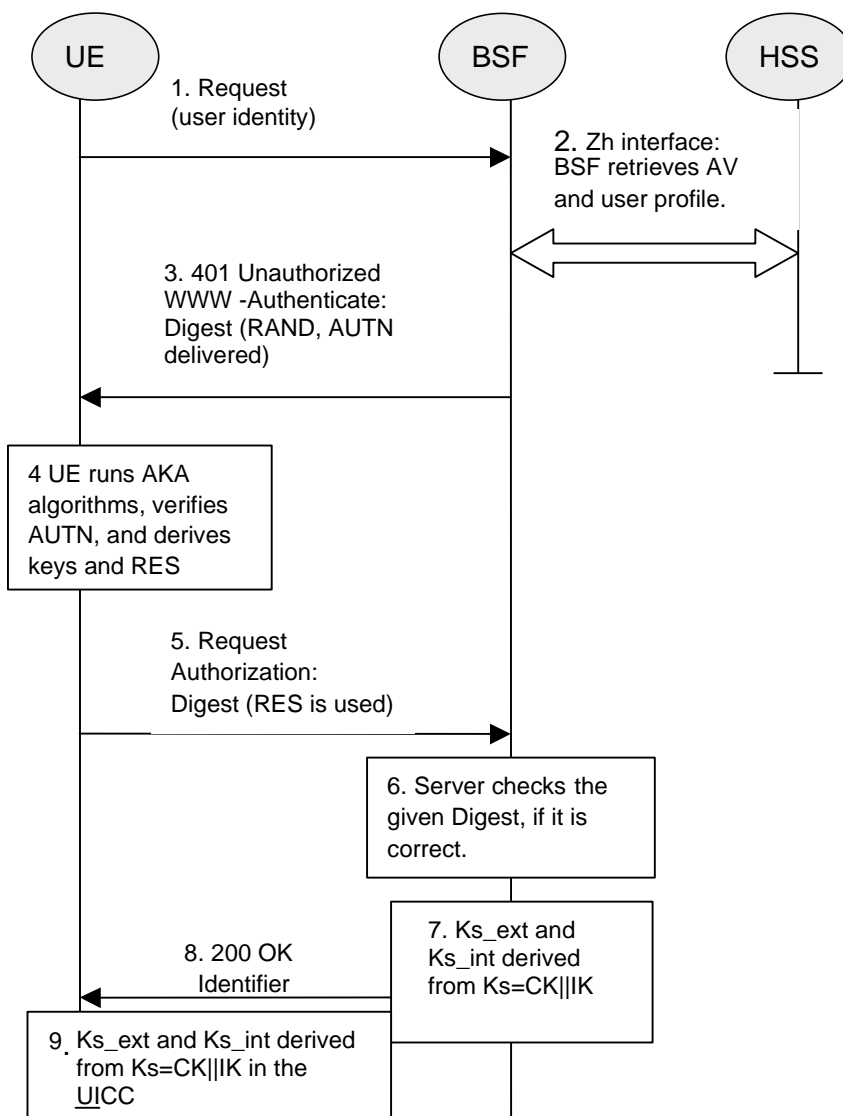 UE
BSF
HSS
1. Request
(user identity)
2. Zh interface:
BSF retrieves AV
and user profile.
3. 401 Unauthorized
WWW -Authenticate:
Digest (RAND, AUTN
delivered)
4 UE runs AKA
algorithms, verifies
AUTN, and derives
keys and RES
5. Request
Authorization:
Digest (RES is used)
6. Server checks the
given Digest, if it is
correct.
7. Ks_ext and
Ks_int derived
from Ks=CK||IK
8. 200 OK
Identifier
9. Ks_ext and Ks_int derived
from Ks=CK||IK in the
UICC